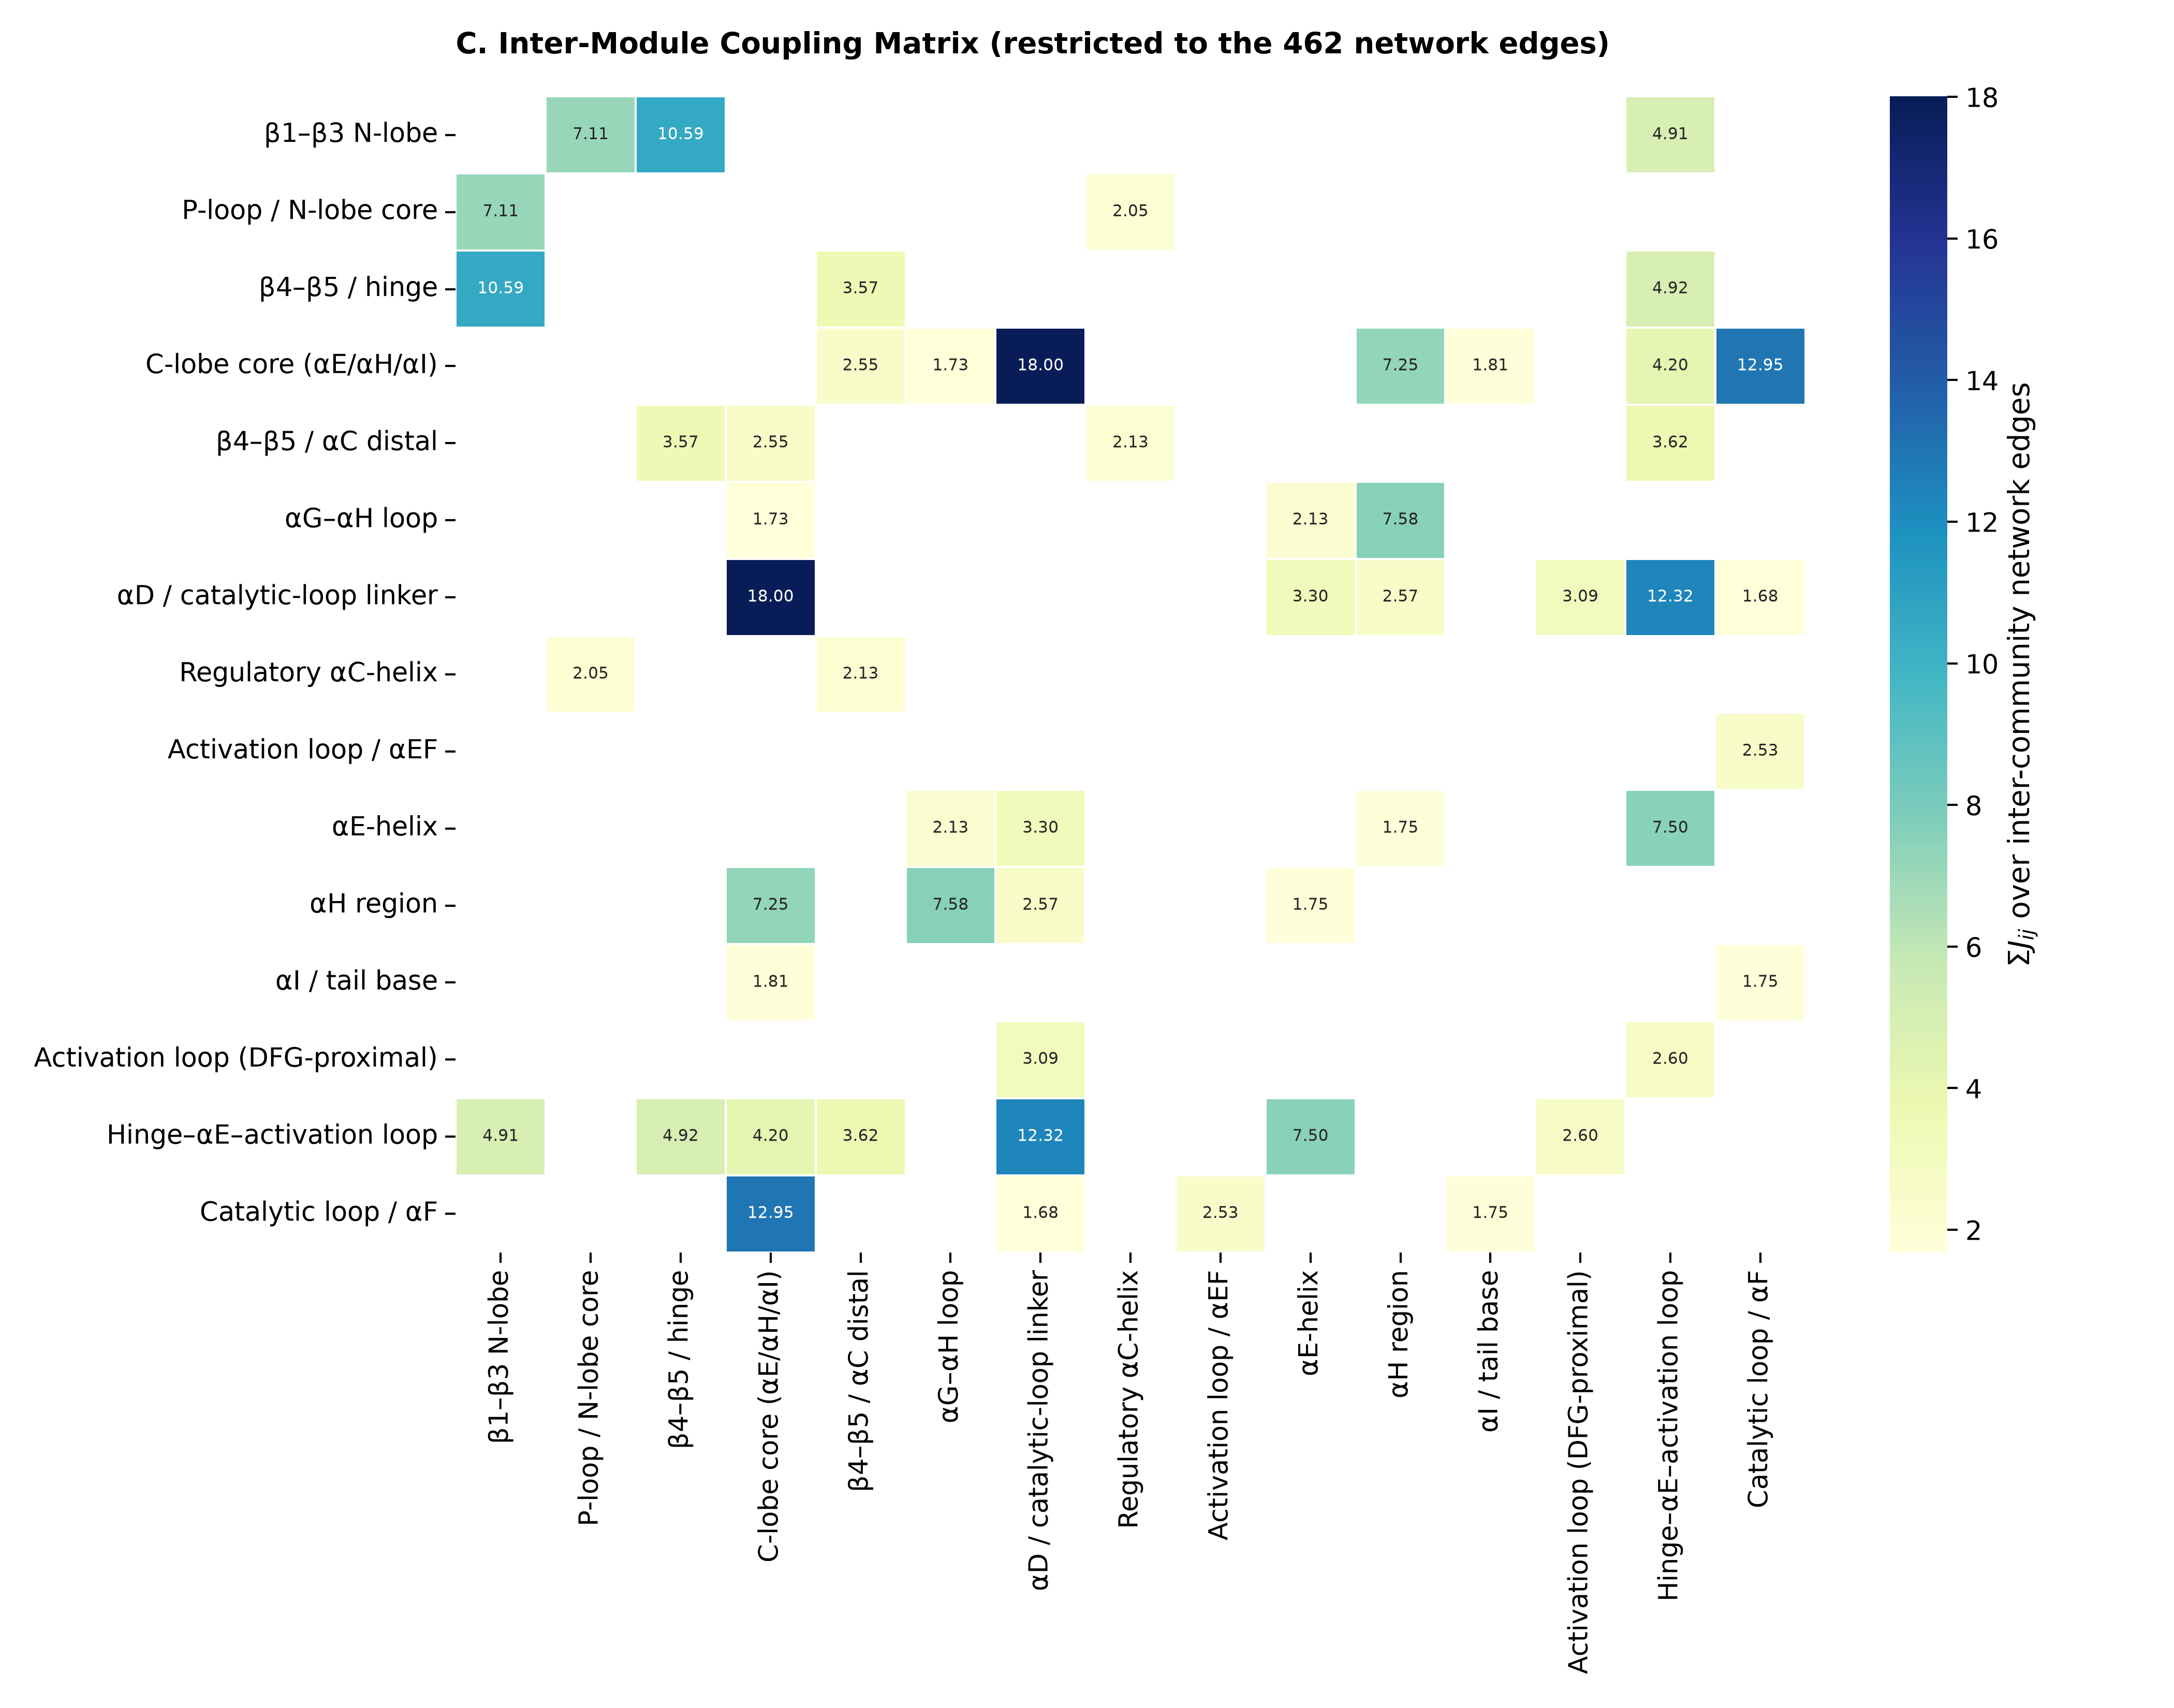 C. Inter-Module Coupling Matrix (restricted to the 462 network edges)
β1–β3 N-lobe 7.11 10.59 4.91
P-loop / N-lobe core 7.11 2.05
β4–β5 / hinge 10.59 3.57 4.92
C-lobe core (αE/αH/αI) 2.55 1.73 18.00 7.25 1.81 4.20 12.95
β4–β5 / αC distal 3.57 2.55 2.13 3.62
αG–αH loop 1.73 2.13 7.58
αD / catalytic-loop linker 18.00 3.30 2.57 3.09 12.32 1.68
Regulatory αC-helix 2.05 2.13
Activation loop / αEF 2.53
αE-helix 2.13 3.30 1.75 7.50
αH region 7.25 7.58 2.57 1.75
αI / tail base 1.81 1.75
Activation loop (DFG-proximal) 3.09 2.60
Hinge–αE–activation loop 4.91 4.92 4.20 3.62 12.32 7.50 2.60
Catalytic loop / αF 12.95 1.68 2.53 1.75
β1–β3 N-lobe
P-loop / N-lobe core
β4–β5 / hinge
C-lobe core (αE/αH/αI)
β4–β5 / αC distal
αG–αH loop
αD / catalytic-loop linker
Regulatory αC-helix
Activation loop / αEF
αE-helix
αH region
αI / tail base
Activation loop (DFG-proximal)
Hinge–αE–activation loop
Catalytic loop / αF
18
16
14
12
10
8
6
4
2
ΣJij over inter-community network edges